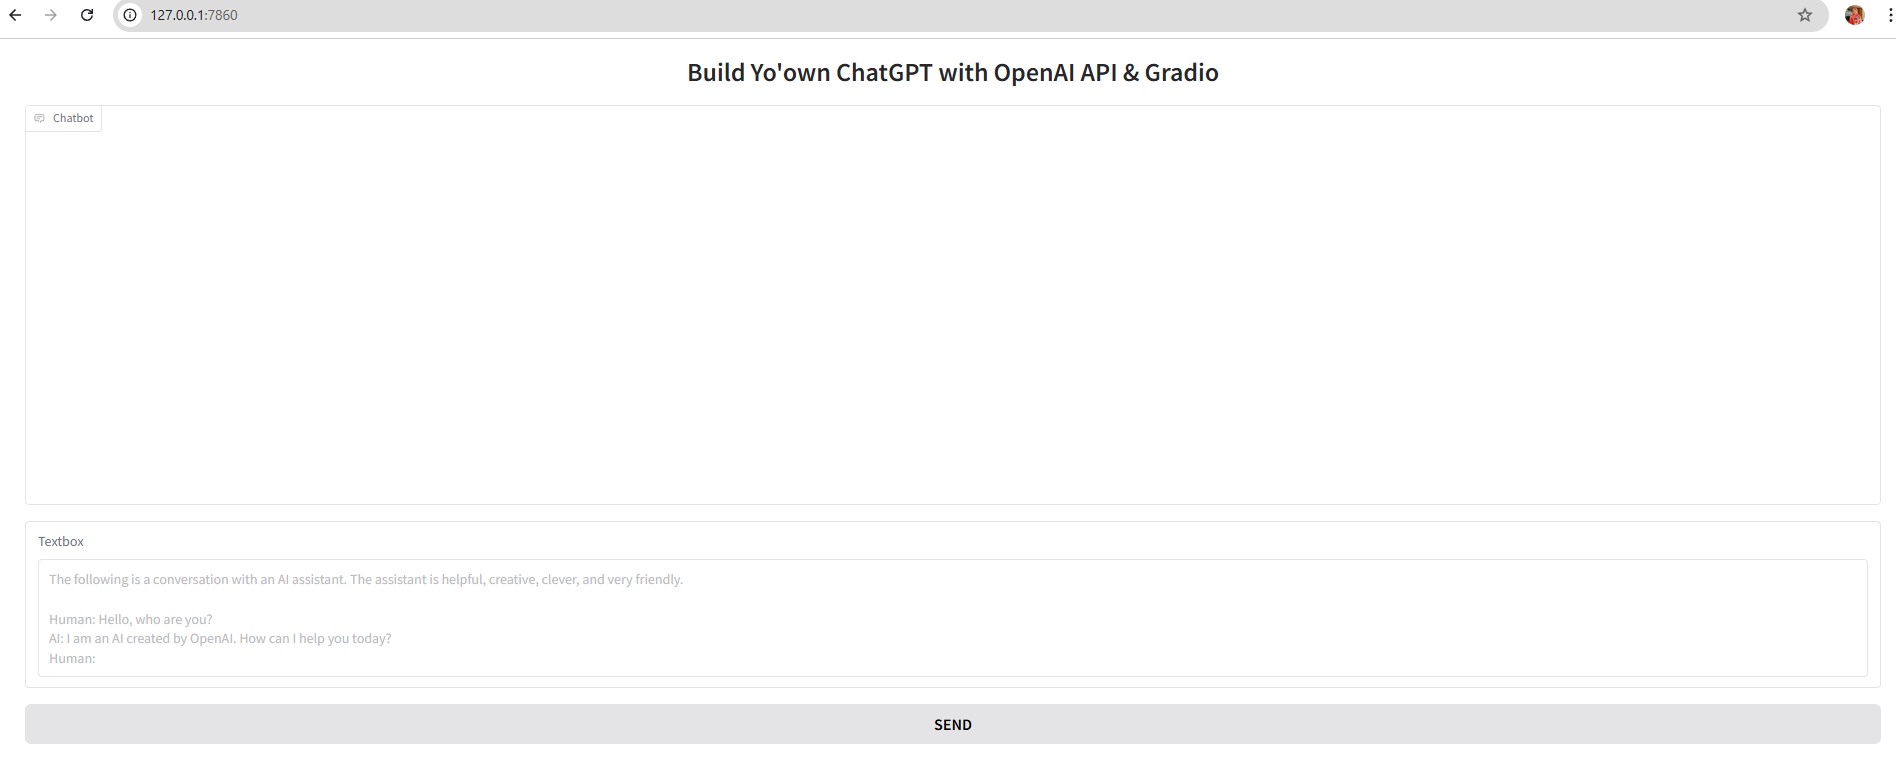 127.0.0.1:7860
Build Yo'own ChatGPT with OpenAI API & Gradio
Chatbot
Textbox
The following is a conversation with an AI assistant. The assistant is helpful, creative, clever, and very friendly.
Human: Hello, who are you?
AI: I am an AI created by OpenAI. How can I help you today?
Human:
SEND